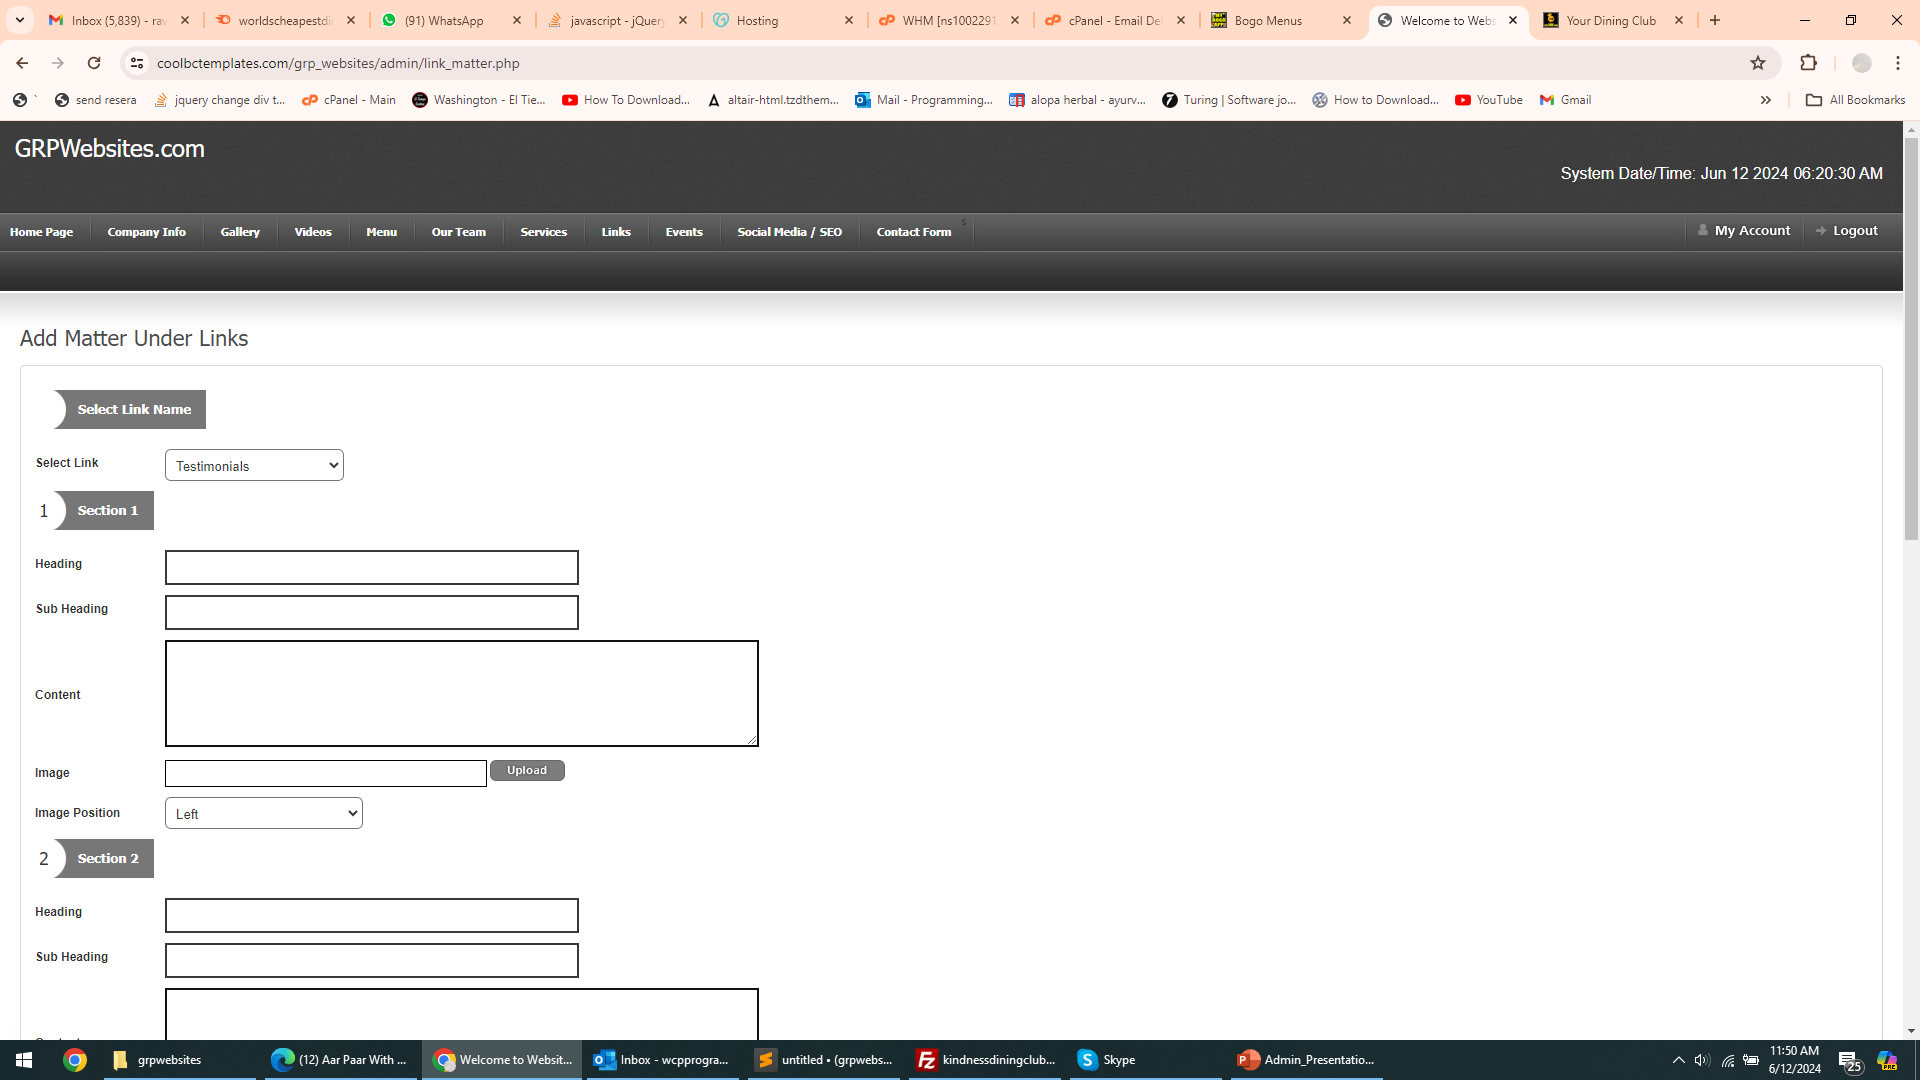 Inbox (5,839) - rav
worldscheapestdin
(91) WhatsApp
javascript - jQuery
Hosting
WHM [ns1002291
cPanel - Email Del
Bogo Menus
Welcome to Webs
Your Dining Club
coolbctemplates.com/grp_websites/admin/link_matter.php
send resera
jquery change div t...
cPanel - Main
Washington - El Tie...
How To Download...
altair-html.tzdthem...
Mail - Programming...
alopa herbal - ayurv...
Turing | Software jo...
How to Download...
YouTube
Gmail
All Bookmarks
GRPWebsites.com
System Date/Time: Jun 12 2024 06:20:30 AM
Home Page
Company Info
Gallery
Videos
Menu
Our Team
Services
Links
Events
Social Media / SEO
Contact Form
s
My Account
Logout
Add Matter Under Links
Select Link Name
Select Link
Testimonials
1 Section 1
Heading
Sub Heading
Content
Image
Upload
Image Position
Left
2 Section 2
Heading
Sub Heading
grpwebsites
(12) Aar Paar With ...
Welcome to Websit...
Inbox - wcpprogra...
untitled • (grpwebs...
kindnessdiningclub...
Skype
Admin_Presentatio...
11:50 AM
6/12/2024
25